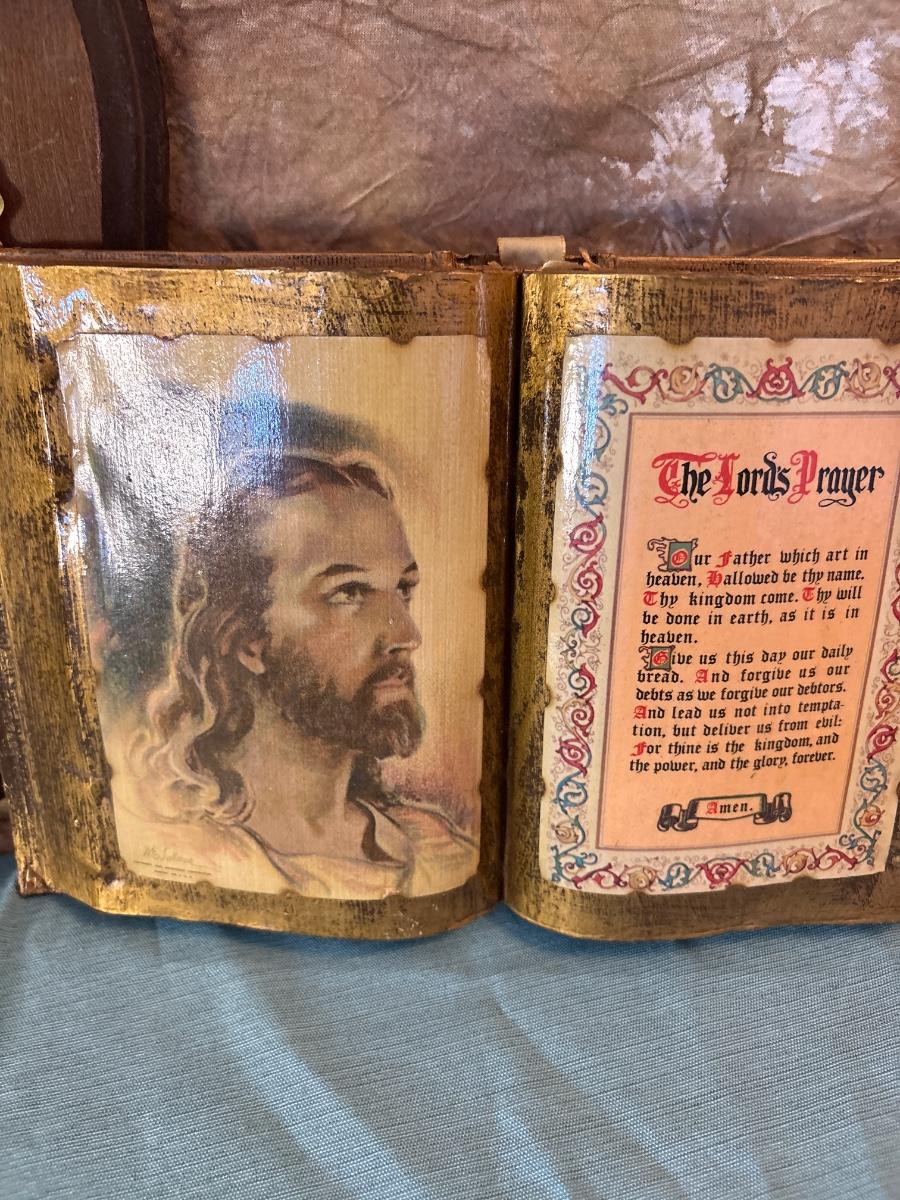 The Lord's Prayer
Our Father which art in
heaven, Hallowed be thy name.
Thy kingdom come. Thy will
be done in earth, as it is in
heaven.
Give us this day our daily
bread. And forgive us our
debts as we forgive our debtors.
And lead us not into tempta-
tion, but deliver us from evil:
For thine is the kingdom, and
the power, and the glory, forever.
Amen.